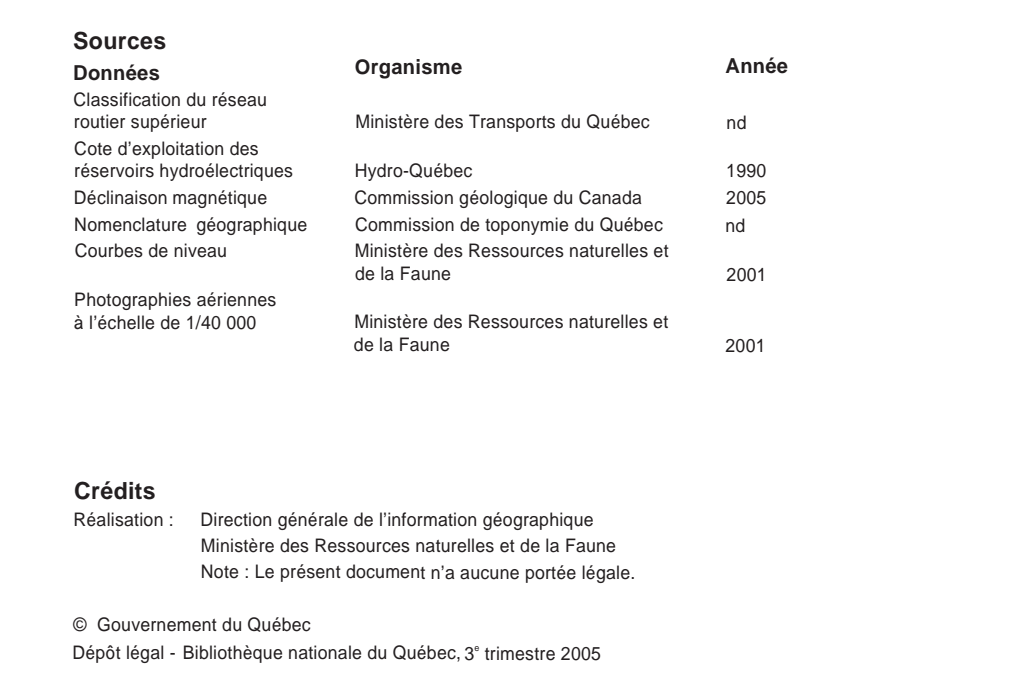 Sources
Données Organisme Année
Classification du réseau
routier supérieur Ministère des Transports du Québec nd
Cote d’exploitation des
réservoirs hydroélectriques Hydro-Québec 1990
Déclinaison magnétique Commission géologique du Canada 2005
Nomenclature géographique Commission de toponymie du Québec nd
Courbes de niveau Ministère des Ressources naturelles et
de la Faune 2001
Photographies aériennes
à l’échelle de 1/40 000 Ministère des Ressources naturelles et
de la Faune 2001
Crédits
Réalisation : Direction générale de l’information géographique
Ministère des Ressources naturelles et de la Faune
Note : Le présent document n’a aucune portée légale.
© Gouvernement du Québec
Dépôt légal - Bibliothèque nationale du Québec, 3e trimestre 2005